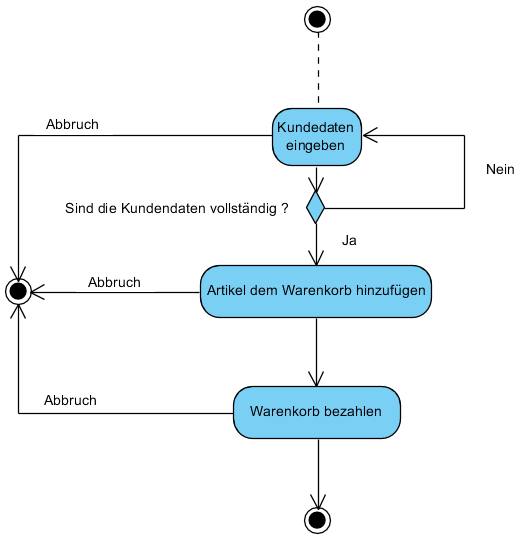 Abbruch
Kundedaten
eingeben
Nein
Sind die Kundendaten vollständig ?
Ja
Abbruch
Artikel dem Warenkorb hinzufügen
Abbruch
Warenkorb bezahlen